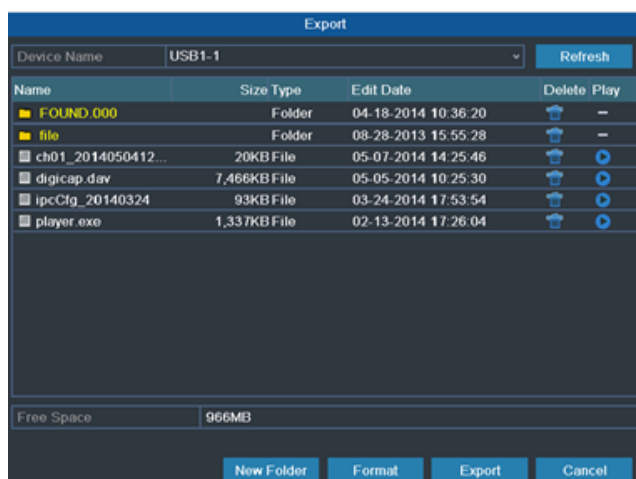 Export
Device Name USB1-1 Refresh
Name Size Type Edit Date Delete Play
FOUND.000 Folder 04-18-2014 10:36:20 –
file Folder 08-28-2013 15:55:28 –
ch01_2014050412... 20KB File 05-07-2014 14:25:46
digicap.dav 7,466KB File 05-05-2014 10:25:30
ipcCfg_20140324 93KB File 03-24-2014 17:53:54
player.exe 1,337KB File 02-13-2014 17:26:04
Free Space 966MB
New Folder Format Export Cancel